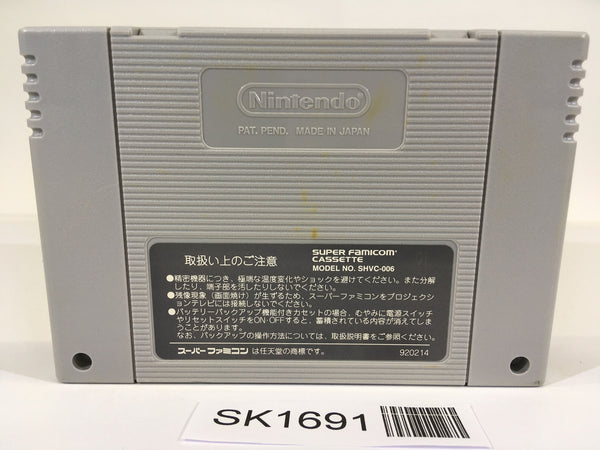 Nintendo®
PAT. PEND. MADE IN JAPAN
取扱い上のご注意
SUPER FAMICOM™
CASSETTE
MODEL NO. SHVC-006
●精密機器につき、極端な温度変化やショックを避けてください。また分解
したり、端子部を汚したりしないでください。
●残像現象（画面焼け）が生ずるため、スーパーファミコンをプロジェクシ
ョンテレビには接続しないでください。
●バッテリーバックアップ機能付きカセットの場合、むやみに電源スイッチ
やリセットスイッチをON・OFFすると、蓄積されている内容が消えてしま
うことがあります。
なお、バックアップの操作方法については、取扱説明書をご参照ください。
スーパーファミコン は任天堂の商標です。
920214
SK1691